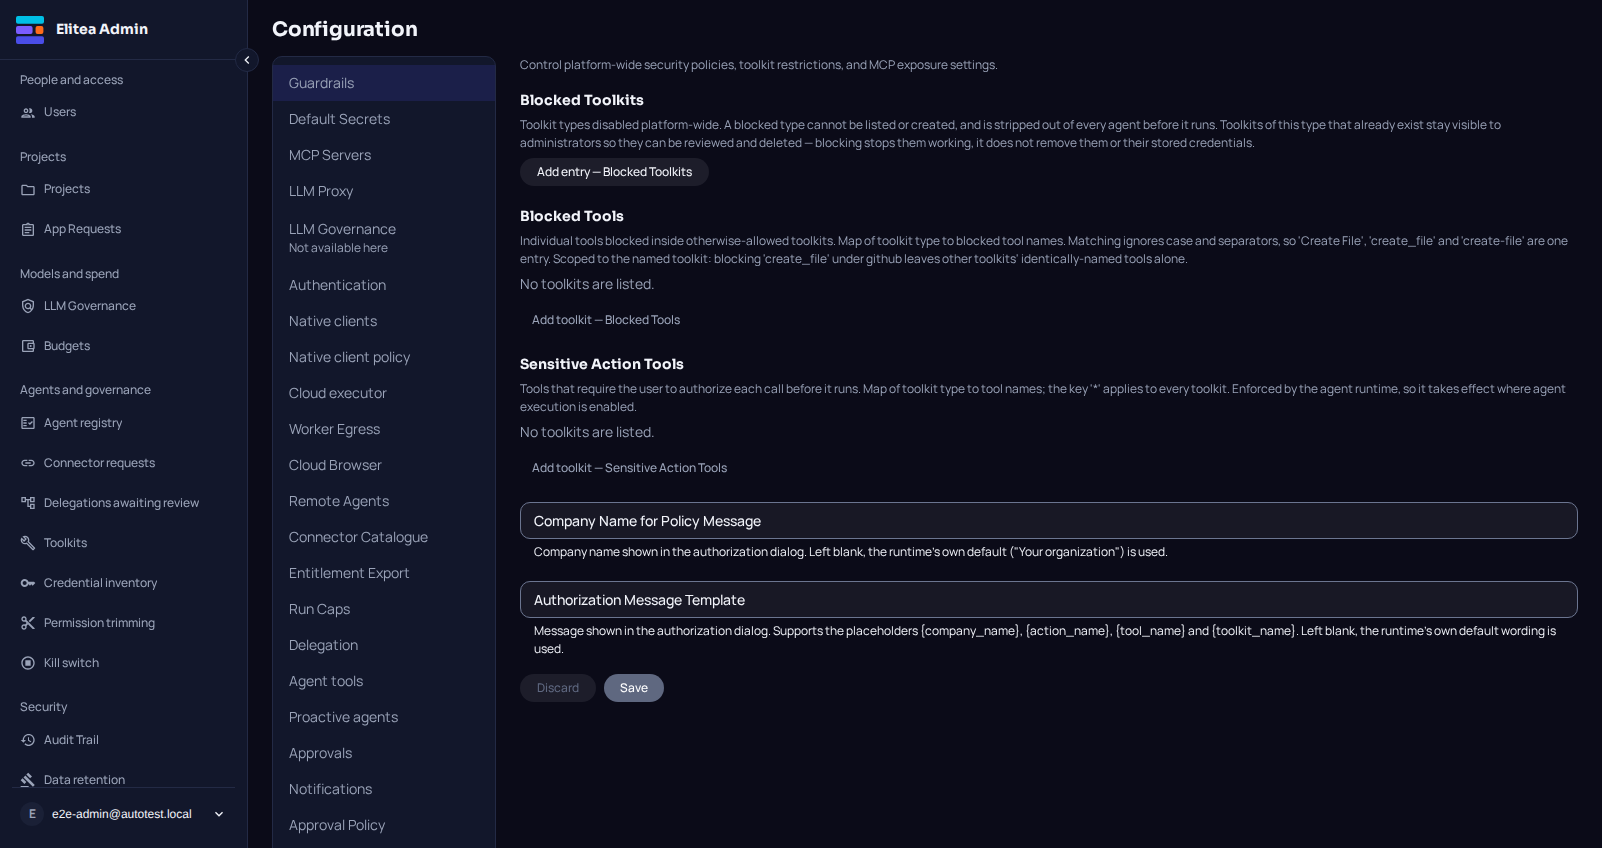 Elitea Admin
People and access
Users
Projects
Projects
App Requests
Models and spend
LLM Governance
Budgets
Agents and governance
Agent registry
Connector requests
Delegations awaiting review
Toolkits
Credential inventory
Permission trimming
Kill switch
Security
Audit Trail
Data retention
E e2e-admin@autotest.local
Configuration
Guardrails
Default Secrets
MCP Servers
LLM Proxy
LLM Governance
Not available here
Authentication
Native clients
Native client policy
Cloud executor
Worker Egress
Cloud Browser
Remote Agents
Connector Catalogue
Entitlement Export
Run Caps
Delegation
Agent tools
Proactive agents
Approvals
Notifications
Approval Policy
Control platform-wide security policies, toolkit restrictions, and MCP exposure settings.
Blocked Toolkits
Toolkit types disabled platform-wide. A blocked type cannot be listed or created, and is stripped out of every agent before it runs. Toolkits of this type that already exist stay visible to
administrators so they can be reviewed and deleted — blocking stops them working, it does not remove them or their stored credentials.
Add entry — Blocked Toolkits
Blocked Tools
Individual tools blocked inside otherwise-allowed toolkits. Map of toolkit type to blocked tool names. Matching ignores case and separators, so 'Create File', 'create_file' and 'create-file' are one
entry. Scoped to the named toolkit: blocking 'create_file' under github leaves other toolkits' identically-named tools alone.
No toolkits are listed.
Add toolkit — Blocked Tools
Sensitive Action Tools
Tools that require the user to authorize each call before it runs. Map of toolkit type to tool names; the key '*' applies to every toolkit. Enforced by the agent runtime, so it takes effect where agent
execution is enabled.
No toolkits are listed.
Add toolkit — Sensitive Action Tools
Company Name for Policy Message
Company name shown in the authorization dialog. Left blank, the runtime's own default ("Your organization") is used.
Authorization Message Template
Message shown in the authorization dialog. Supports the placeholders {company_name}, {action_name}, {tool_name} and {toolkit_name}. Left blank, the runtime's own default wording is
used.
Discard
Save